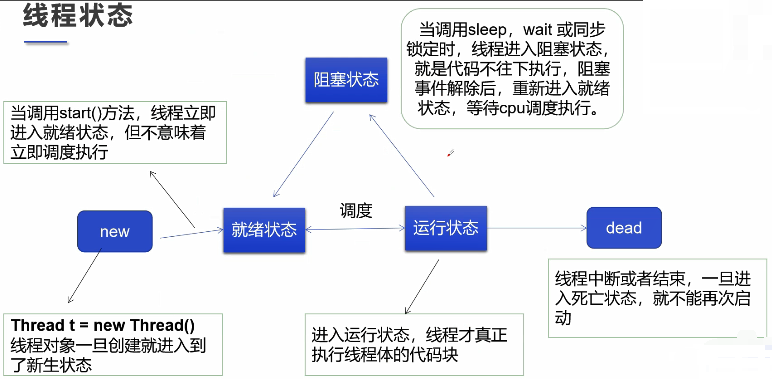 线程状态
当调用sleep，wait 或同步
锁定时，线程进入阻塞状态，
就是代码不往下执行，阻塞
事件解除后，重新进入就绪
状态，等待cpu调度执行。
阻塞状态
当调用start()方法，线程立即
进入就绪状态，但不意味着
立即调度执行
new
就绪状态
调度
运行状态
dead
Thread t = new Thread()
线程对象一旦创建就进入到
了新生状态
进入运行状态，线程才真正
执行线程体的代码块
线程中断或者结束，一旦进
入死亡状态，就不能再次启
动